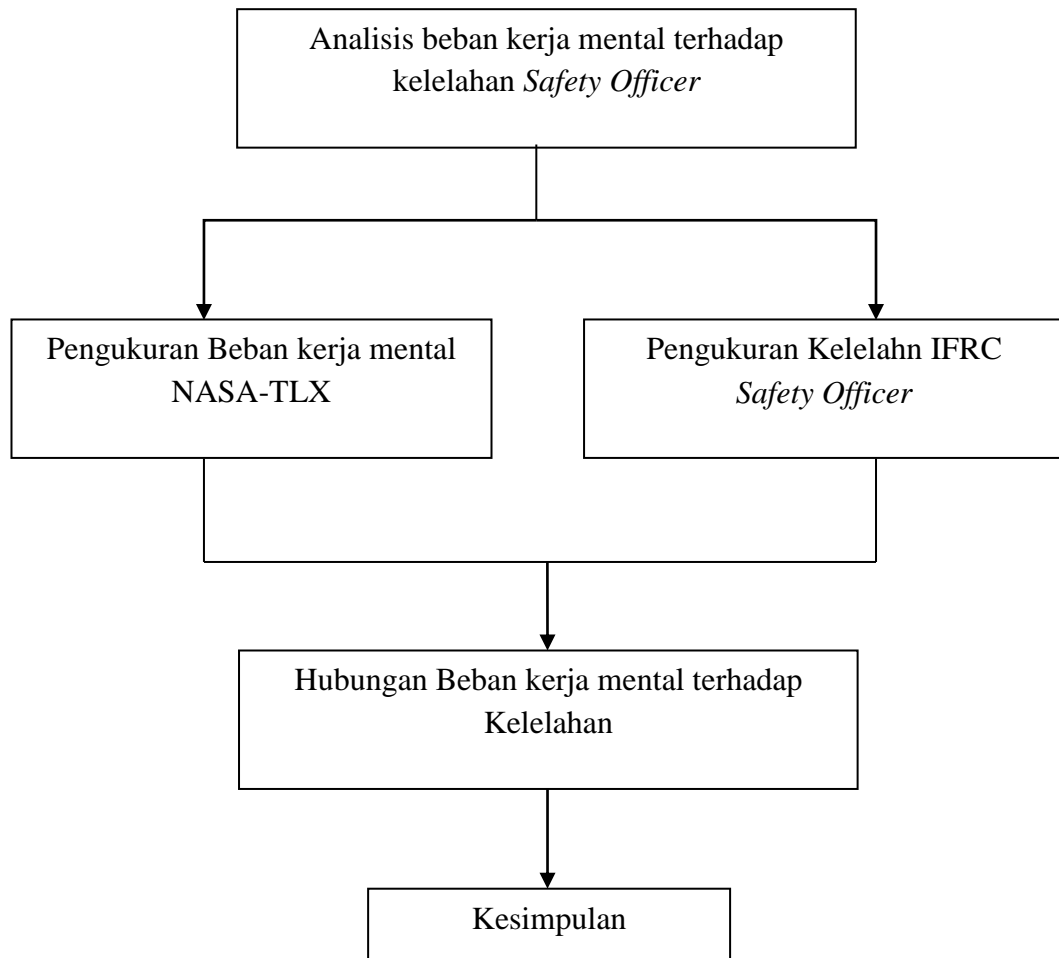 Analisis beban kerja mental terhadap
kelelahan Safety Officer
Pengukuran Beban kerja mental
NASA-TLX
Pengukuran Kelelahn IFRC
Safety Officer
Hubungan Beban kerja mental terhadap
Kelelahan
Kesimpulan